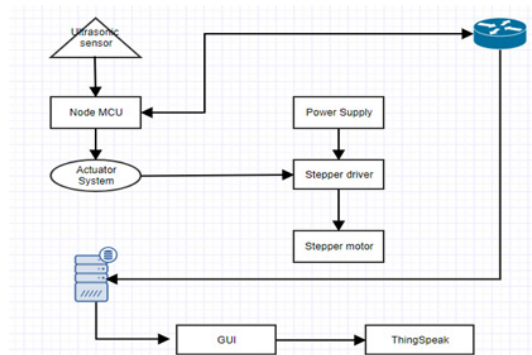 Ultrasonic
sensor
Node MCU
Power Supply
Actuator
System
Stepper driver
Stepper motor
GUI
ThingSpeak